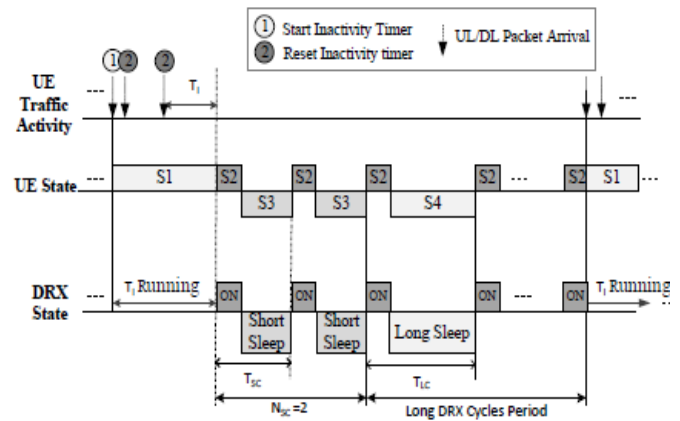 1 Start Inactivity Timer
2 Reset Inactivity timer
UL/DL Packet Arrival
1 2 2
UE
Traffic
Activity
--- T_I ---
UE State
--- S1 S2 S2 S2 S2 --- S2 S1 ---
S3 S3 S4
DRX
State
--- T_I Running ON ON ON ON --- ON T_I Running
Short
Sleep
Short
Sleep
Long Sleep
T_SC T_LC
N_SC=2 Long DRX Cycles Period